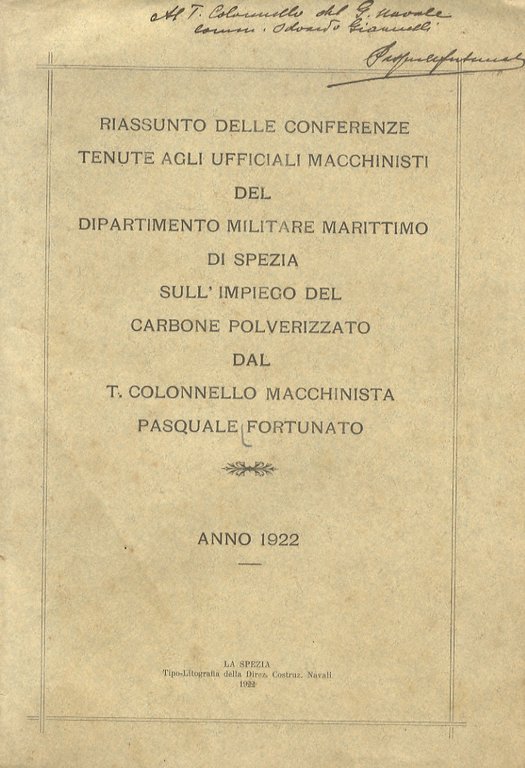 Al T. Colonnello del G. Navale
comm. Odoardo Giannelli
Pasquale Fortunato
RIASSUNTO DELLE CONFERENZE
TENUTE AGLI UFFICIALI MACCHINISTI
DEL
DIPARTIMENTO MILITARE MARITTIMO
DI SPEZIA
SULL' IMPIEGO DEL
CARBONE POLVERIZZATO
DAL
T. COLONNELLO MACCHINISTA
PASQUALE FORTUNATO
ANNO 1922
LA SPEZIA
Tipo-Litografia della Direz. Costruz. Navali
1922